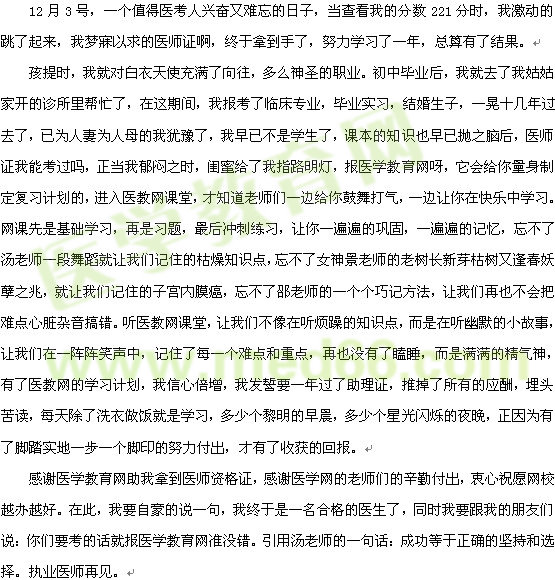 12月3号，一个值得医考人兴奋又难忘的日子，当查看我的分数221分时，我激动的
跳了起来，我梦寐以求的医师证啊，终于拿到手了，努力学习了一年，总算有了结果。
孩提时，我就对白衣天使充满了向往，多么神圣的职业。初中毕业后，我就去了我姑姑
家开的诊所里帮忙了，在这期间，我报考了临床专业，毕业实习，结婚生子，一晃十几年过
去了，已为人妻为人母的我犹豫了，我早已不是学生了，课本的知识也早已抛之脑后，医师
证我能考过吗，正当我郁闷之时，闺蜜给了我指路明灯，报医学教育网呀，它会给你量身制
定复习计划的，进入医教网课堂，才知道老师们一边给你鼓舞打气，一边让你在快乐中学习。
网课先是基础学习，再是习题，最后冲刺练习，让你一遍遍的巩固，一遍遍的记忆，忘不了
汤老师一段舞蹈就让我们记住的枯燥知识点，忘不了女神景老师的老树长新芽枯树又逢春妖
孽之兆，就让我们记住的子宫内膜癌，忘不了邵老师的一个个巧记方法，让我们再也不会把
难点心脏杂音搞错。听医教网课堂，让我们不像在听烦躁的知识点，而是在听幽默的小故事，
让我们在一阵阵笑声中，记住了每一个难点和重点，再也没有了瞌睡，而是满满的精气神，
有了医教网的学习计划，我信心倍增，我发誓要一年过了助理证，推掉了所有的应酬，埋头
苦读，每天除了洗衣做饭就是学习，多少个黎明的早晨，多少个星光闪烁的夜晚，正因为有
了脚踏实地一步一个脚印的努力付出，才有了收获的回报。
感谢医学教育网助我拿到医师资格证，感谢医学网的老师们的辛勤付出，衷心祝愿网校
越办越好。在此，我要自豪的说一句，我终于是一名合格的医生了，同时我要跟我的朋友们
说：你们要考的话就报医学教育网谁没错。引用汤老师的一句话：成功等于正确的坚持和选
择。执业医师再见。
医学教育网
www.med66.com